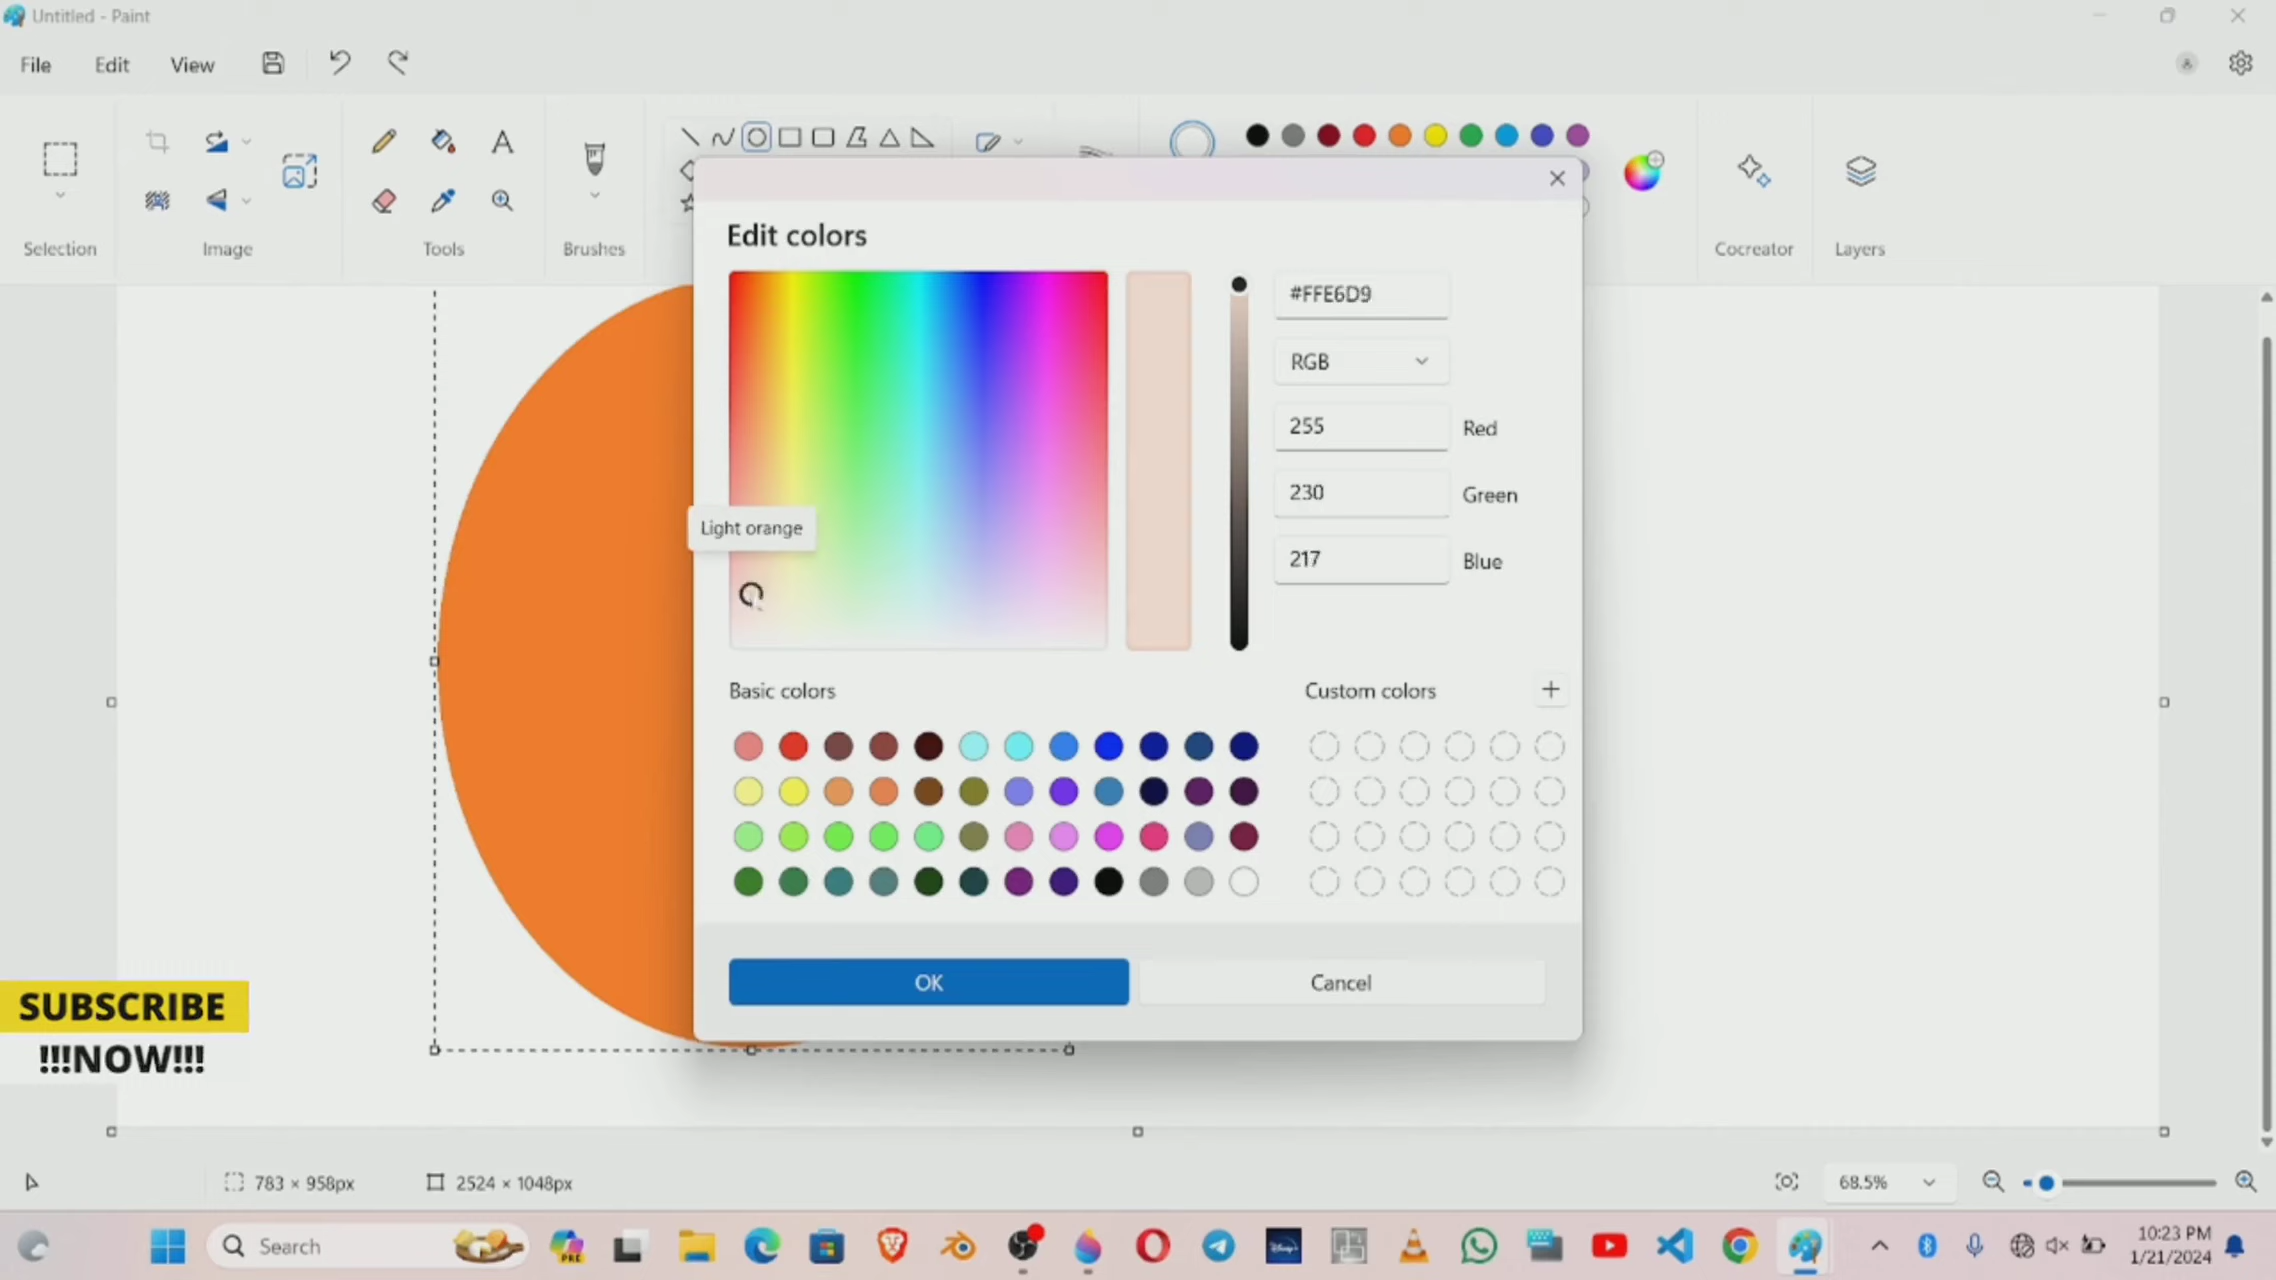 Untitled - Paint
File Edit View
Selection Image Tools Brushes Cocreator Layers
Edit colors
#FFE6D9
RGB
255 Red
230 Green
217 Blue
Light orange
Basic colors Custom colors
OK Cancel
SUBSCRIBE
!!!NOW!!!
783 × 958px 2524 × 1048px 68.5%
Search
PRE
Disney+
10:23 PM
1/21/2024